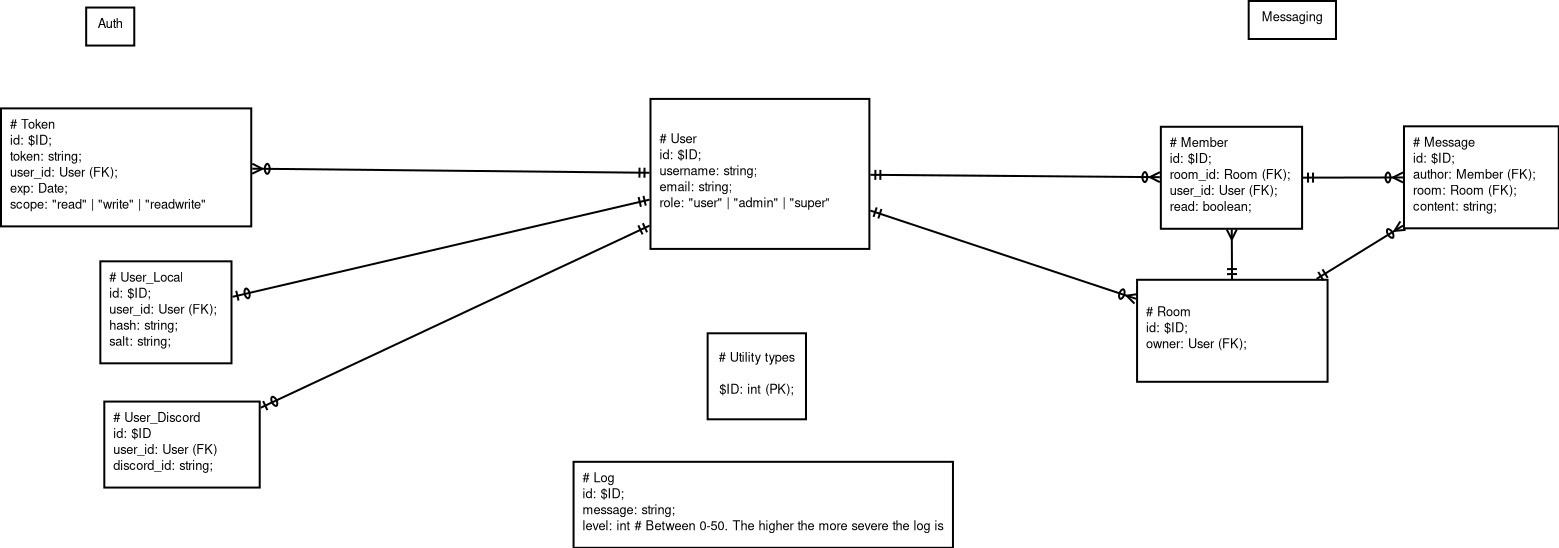 Auth
Messaging
# Token
id: $ID;
token: string;
user_id: User (FK);
exp: Date;
scope: "read" | "write" | "readwrite"
# User
id: $ID;
username: string;
email: string;
role: "user" | "admin" | "super"
# Member
id: $ID;
room_id: Room (FK);
user_id: User (FK);
read: boolean;
# Message
id: $ID;
author: Member (FK);
room: Room (FK);
content: string;
# User_Local
id: $ID;
user_id: User (FK);
hash: string;
salt: string;
# Room
id: $ID;
owner: User (FK);
# Utility types
$ID: int (PK);
# User_Discord
id: $ID
user_id: User (FK)
discord_id: string;
# Log
id: $ID;
message: string;
level: int # Between 0-50. The higher the more severe the log is